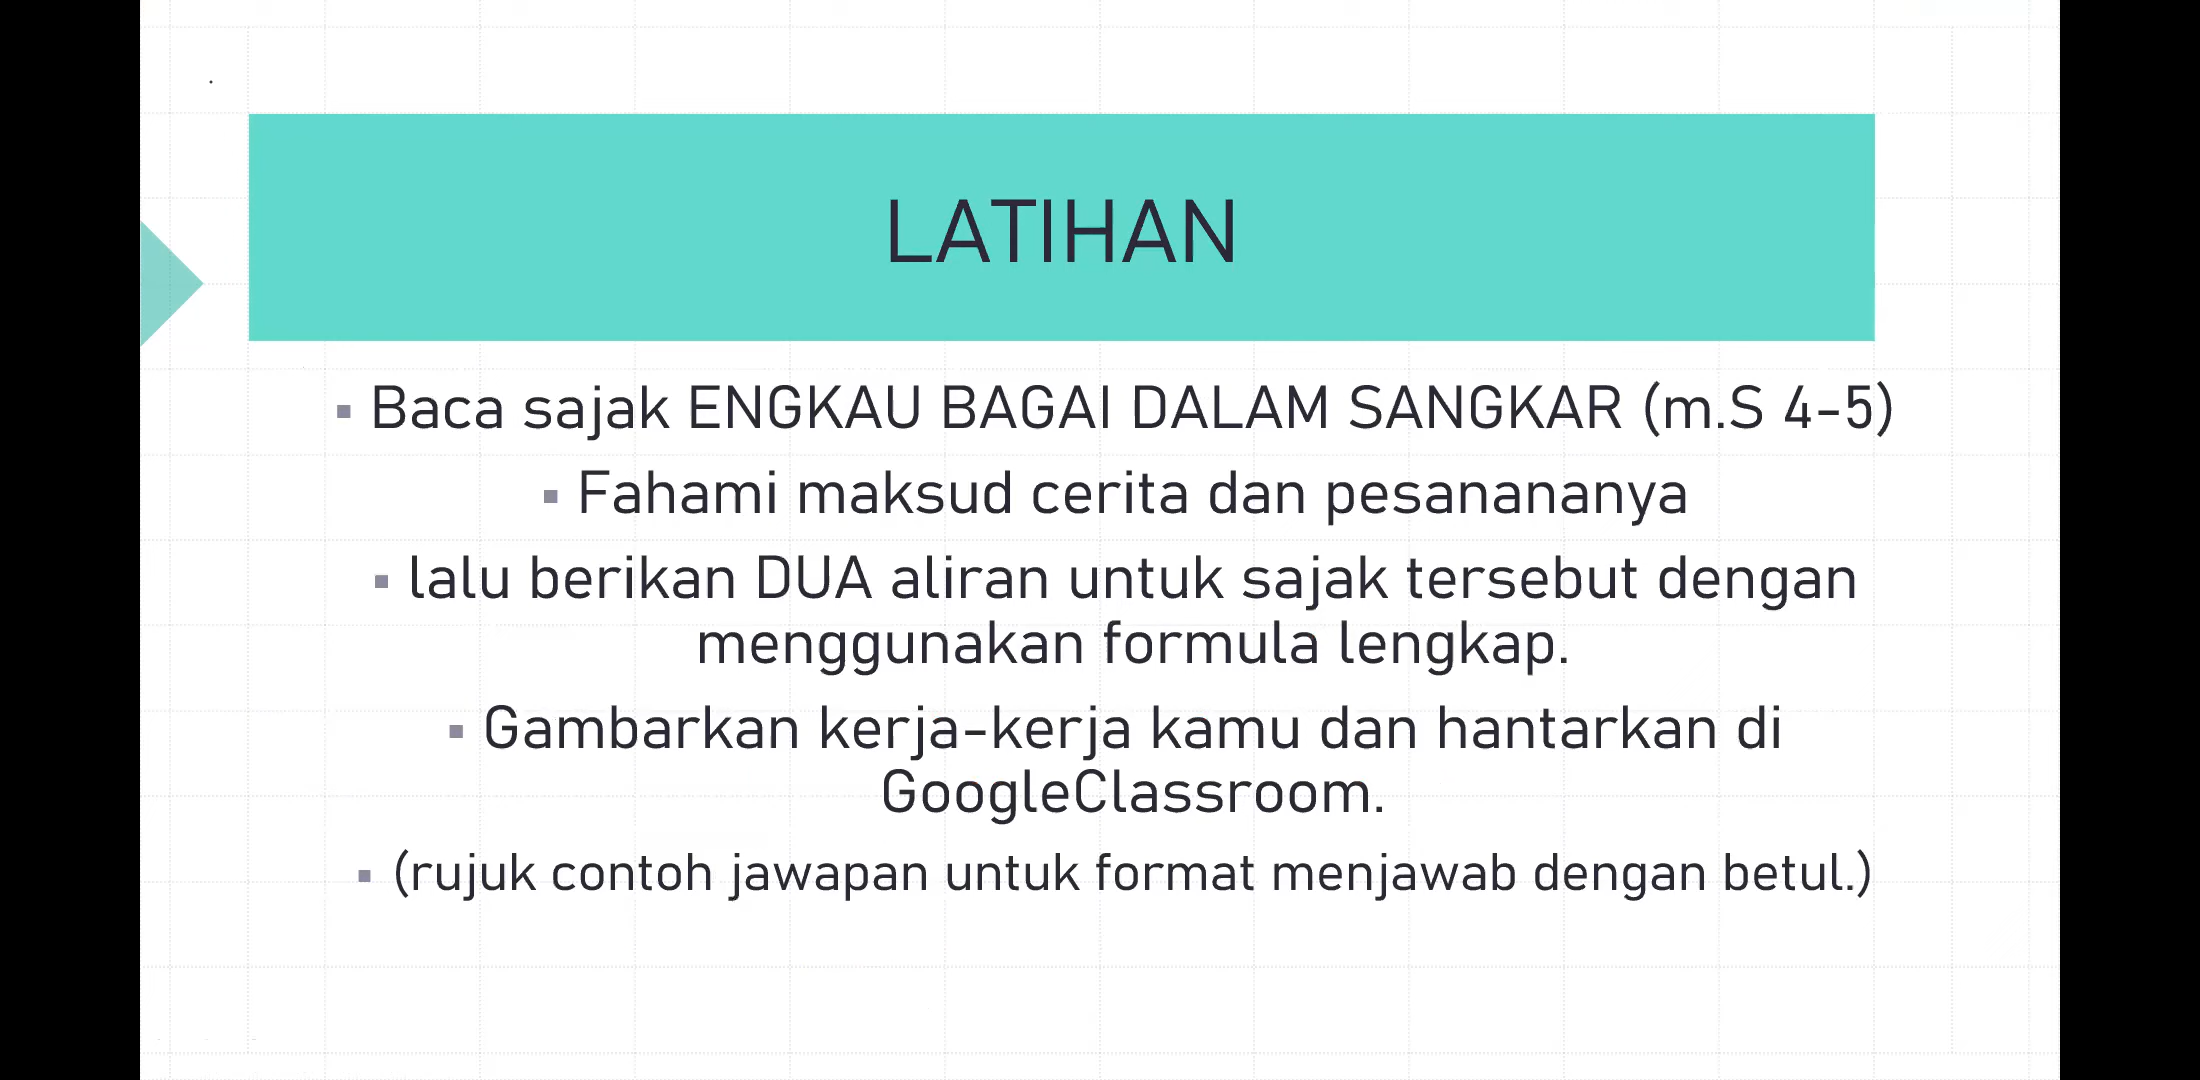 LATIHAN
▪ Baca sajak ENGKAU BAGAI DALAM SANGKAR (m.S 4-5)
▪ Fahami maksud cerita dan pesanananya
▪ lalu berikan DUA aliran untuk sajak tersebut dengan
menggunakan formula lengkap.
▪ Gambarkan kerja-kerja kamu dan hantarkan di
GoogleClassroom.
▪ (rujuk contoh jawapan untuk format menjawab dengan betul.)